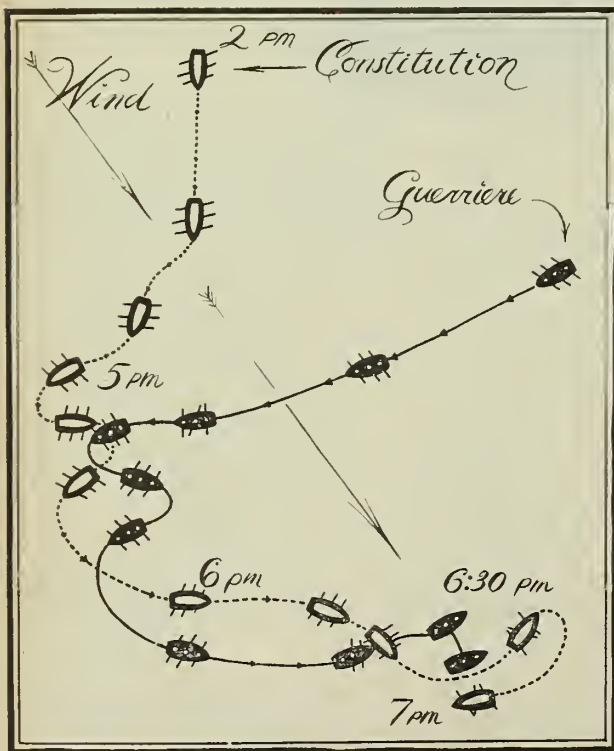 2 pm
Constitution
Wind
Guerriere
5 pm
6 pm
6:30 pm
7 pm